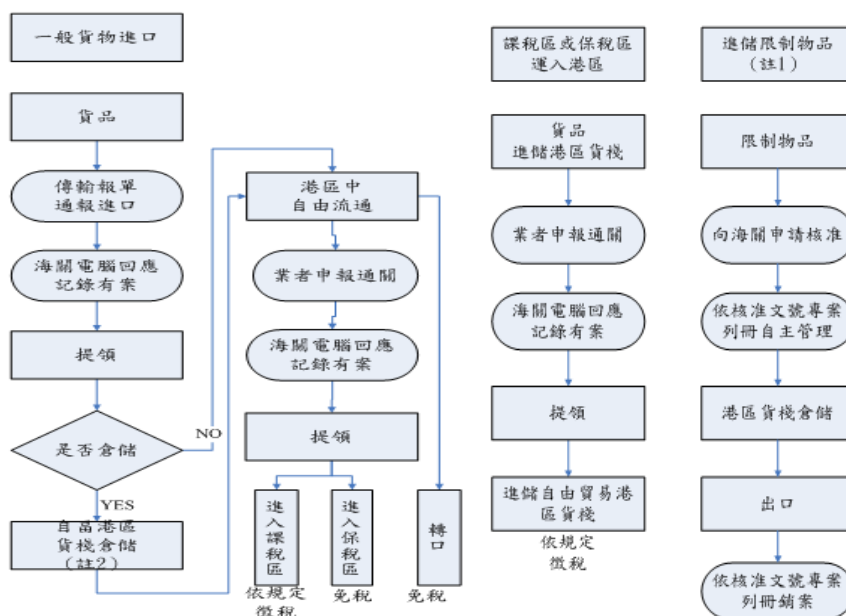 一般貨物進口
貨品
傳輸報單
通報進口
海關電腦回應
記錄有案
提領
是否倉儲
NO
YES
自由港區
貨棧倉儲
(註2)
港區中
自由流通
業者申報通關
海關電腦回應
記錄有案
提領
進入課稅區
依規定
徵稅
進入保稅區
免稅
轉口
免稅
課稅區或保稅區
運入港區
貨品
進儲港區貨棧
業者申報通關
海關電腦回應
記錄有案
提領
進儲自由貿易港
區貨棧
依規定
徵稅
進儲限制物品
(註1)
限制物品
向海關申請核准
依核准文號專案
列冊自主管理
港區貨棧倉儲
出口
依核准文號專案
列冊銷案